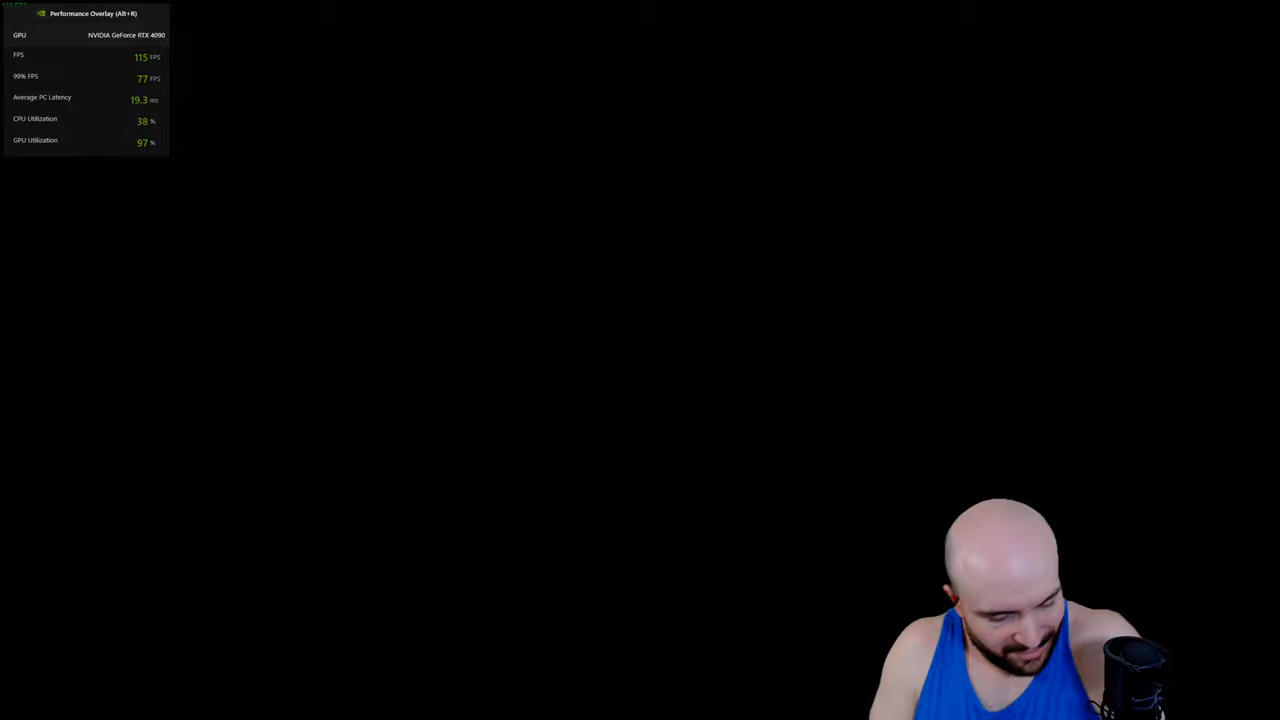 Performance Overlay (Alt+R)
GPU NVIDIA GeForce RTX 4090
FPS 115 FPS
99% FPS 77 FPS
Average PC Latency 19.3 ms
CPU Utilization 38 %
GPU Utilization 97 %